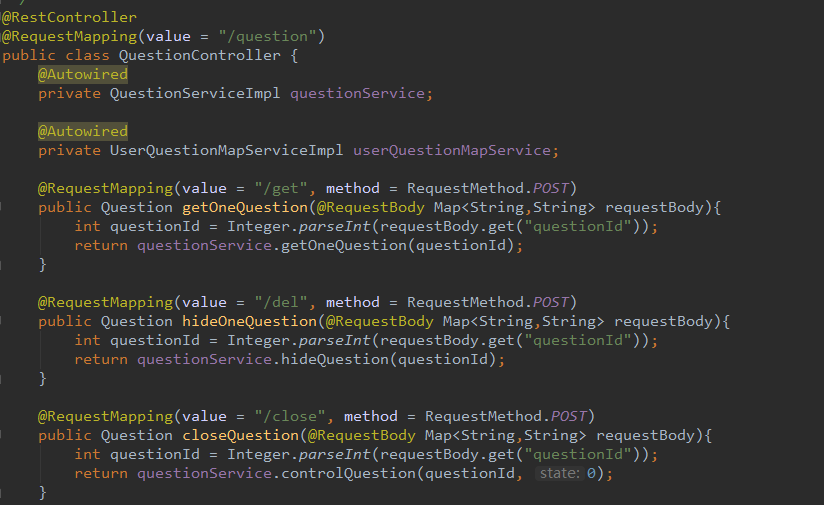 @RestController
@RequestMapping(value = "/question")
public class QuestionController {
@Autowired
private QuestionServiceImpl questionService;
@Autowired
private UserQuestionMapServiceImpl userQuestionMapService;
@RequestMapping(value = "/get", method = RequestMethod.POST)
public Question getOneQuestion(@RequestBody Map<String,String> requestBody){
int questionId = Integer.parseInt(requestBody.get("questionId"));
return questionService.getOneQuestion(questionId);
}
@RequestMapping(value = "/del", method = RequestMethod.POST)
public Question hideOneQuestion(@RequestBody Map<String,String> requestBody){
int questionId = Integer.parseInt(requestBody.get("questionId"));
return questionService.hideQuestion(questionId);
}
@RequestMapping(value = "/close", method = RequestMethod.POST)
public Question closeQuestion(@RequestBody Map<String,String> requestBody){
int questionId = Integer.parseInt(requestBody.get("questionId"));
return questionService.controlQuestion(questionId, state: 0);
}